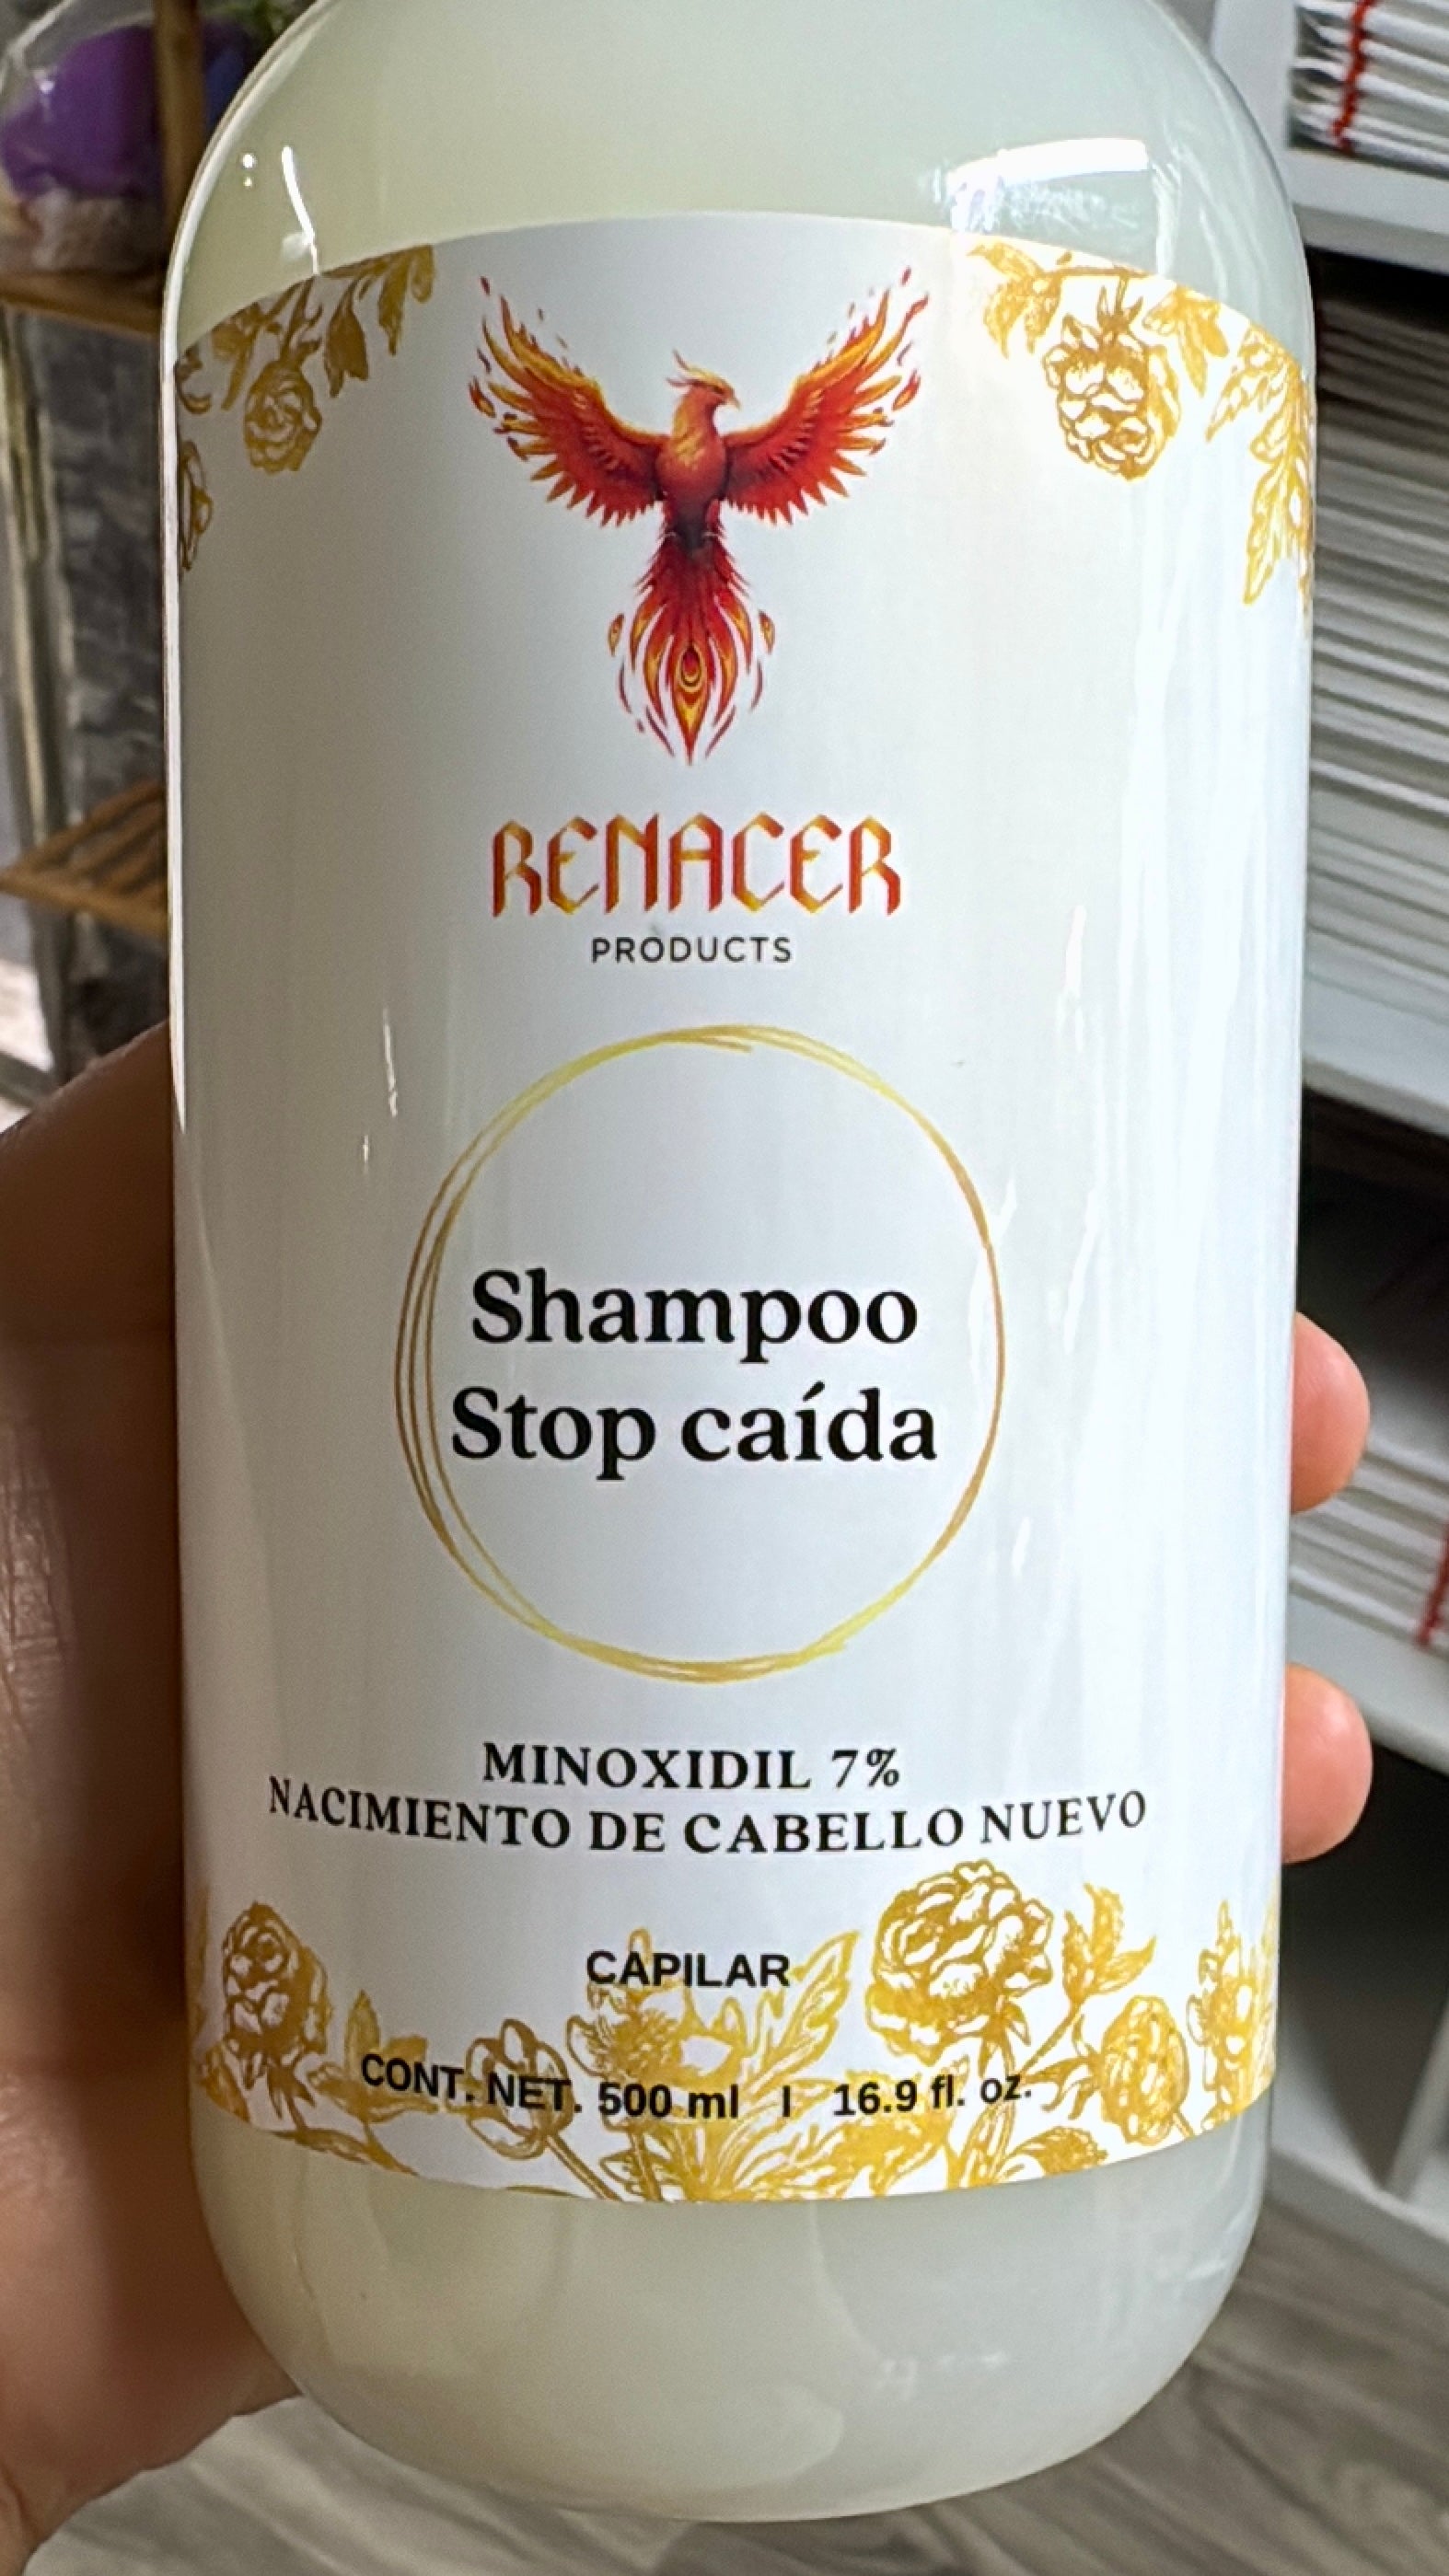 RENACER
PRODUCTS
Shampoo
Stop caída
MINOXIDIL 7%
NACIMIENTO DE CABELLO NUEVO
CAPILAR
CONT. NET. 500 ml | 16.9 fl. oz.